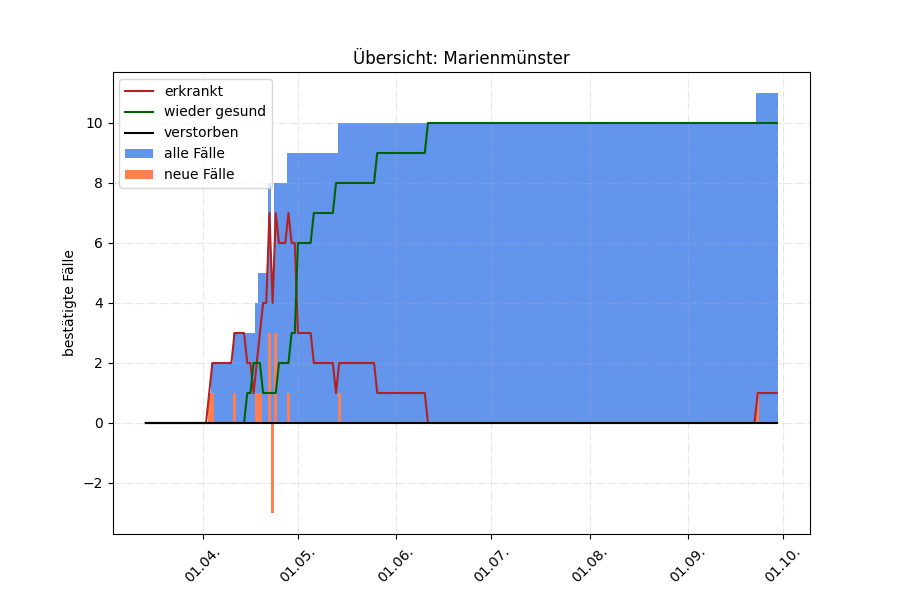 Übersicht: Marienmünster
erkrankt
wieder gesund
verstorben
alle Fälle
neue Fälle
bestätigte Fälle
10
8
6
4
2
0
−2
01.04.
01.05.
01.06.
01.07.
01.08.
01.09.
01.10.